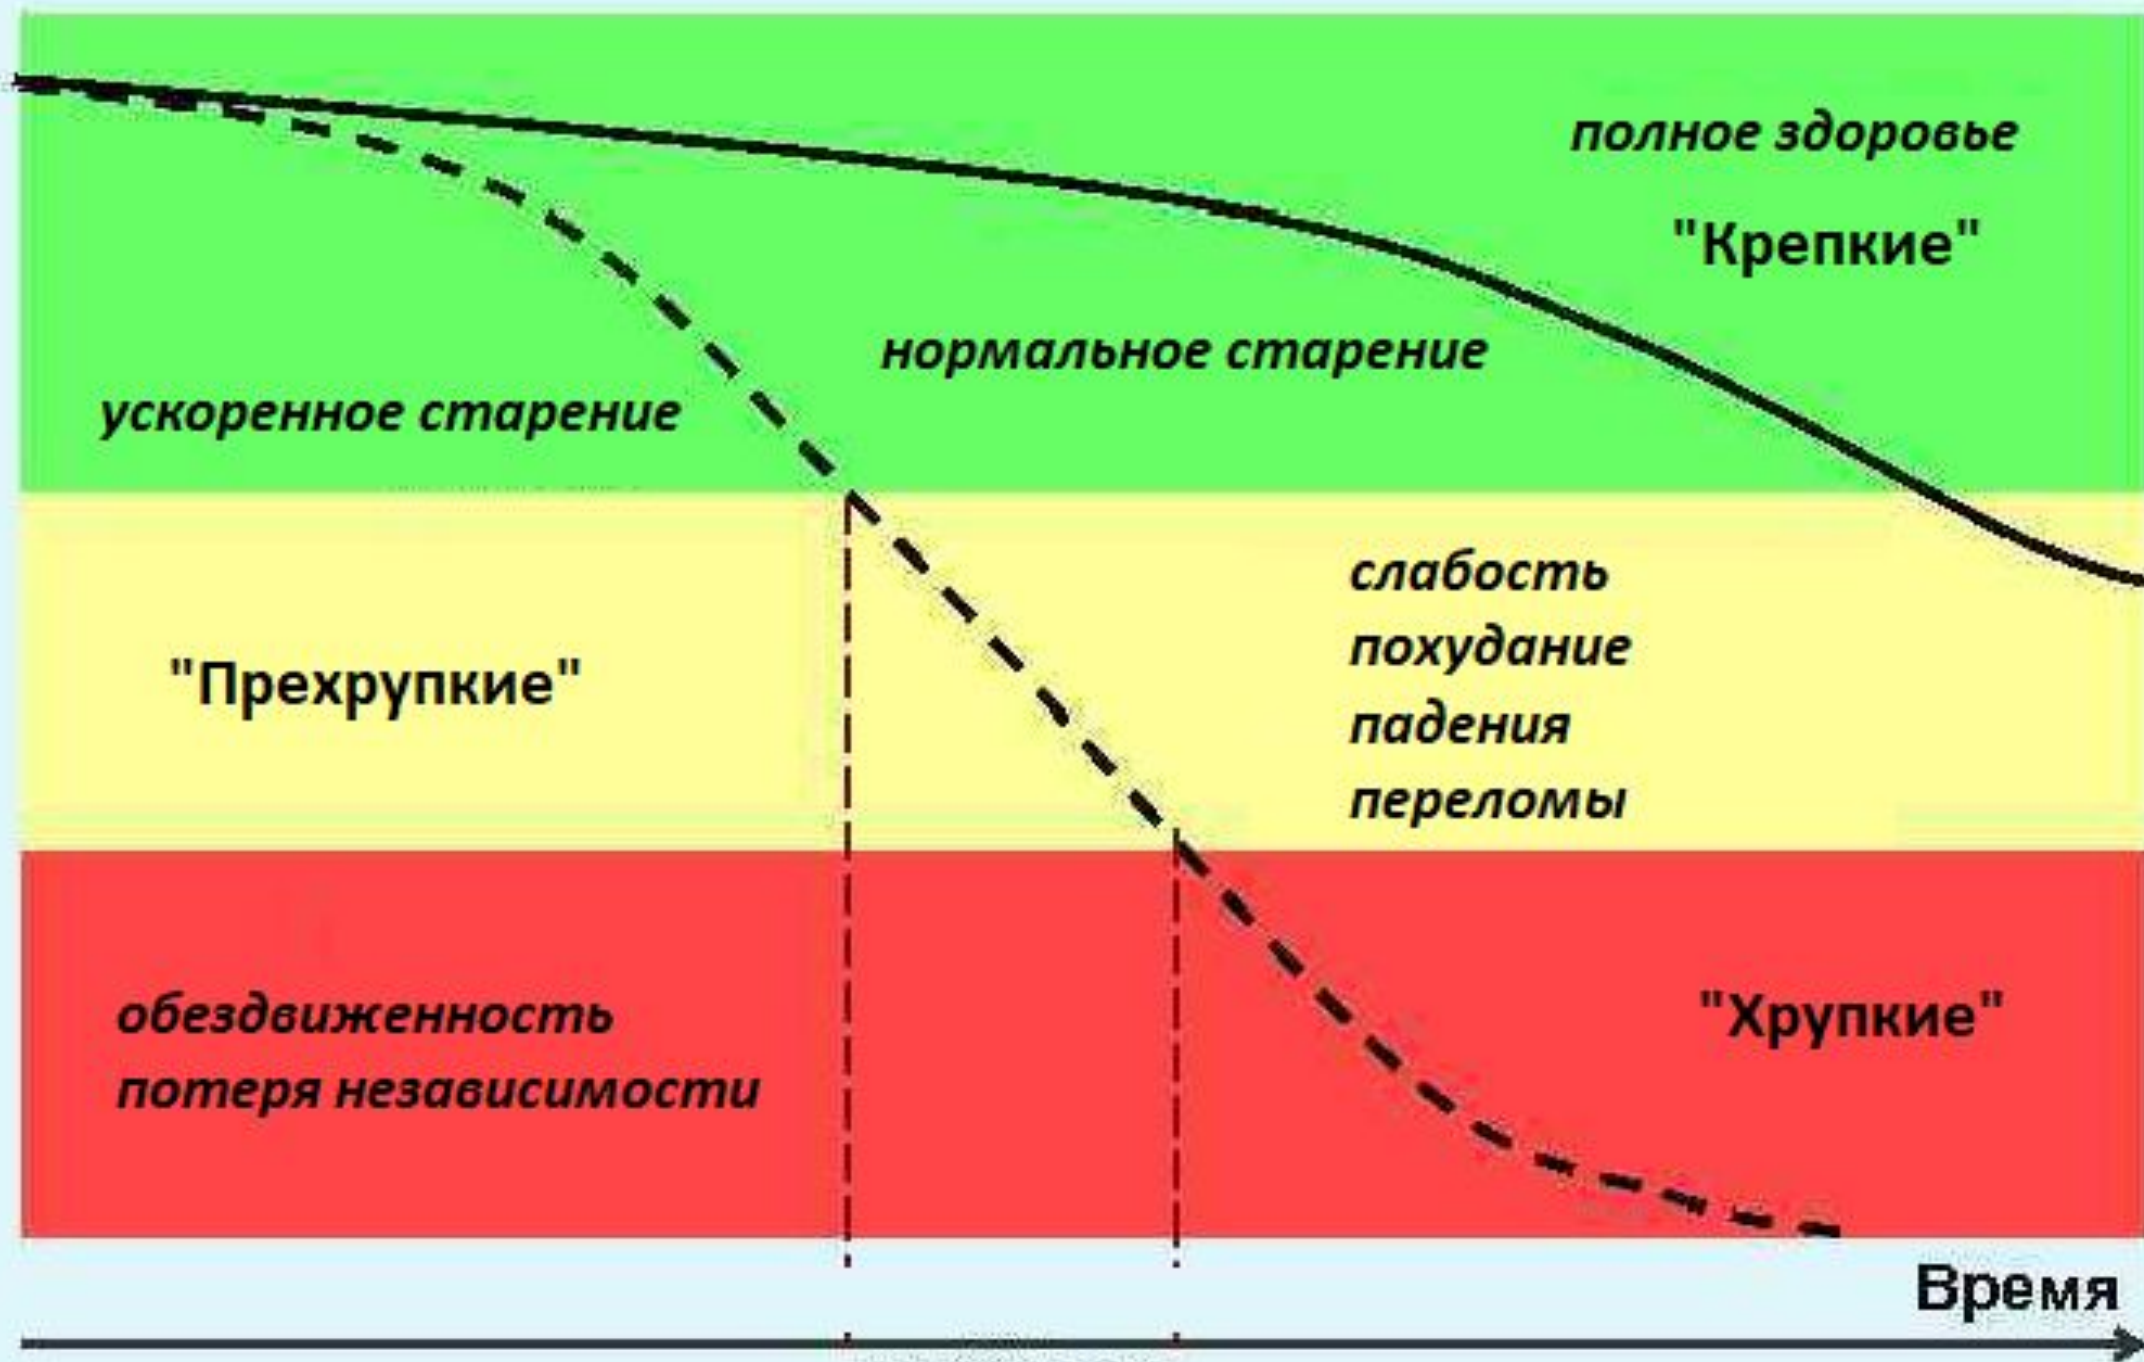 полное здоровье
"Крепкие"
нормальное старение
ускоренное старение
слабость
"Прехрупкие"
похудание
падения
переломы
обездвиженность
"Хрупкие"
потеря независимости
Время